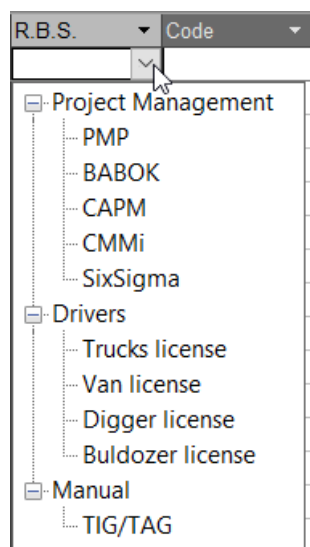 R.B.S. Code
Project Management
PMP
BABOK
CAPM
CMMi
SixSigma
Drivers
Trucks license
Van license
Digger license
Buldozer license
Manual
TIG/TAG